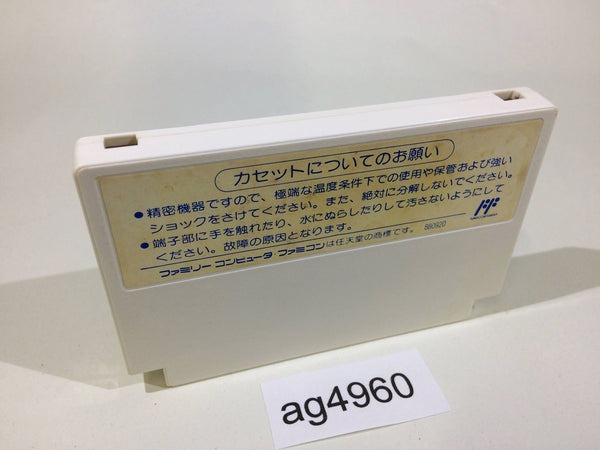 カセットについてのお願い
●精密機器ですので、極端な温度条件下での使用や保管および強い
ショックをさけてください。また、絶対に分解しないでください。
●端子部に手を触れたり、水にぬらしたりして汚さないようにして
ください。故障の原因となります。
ファミリーコンピュータ・ファミコンは任天堂の商標です。 880920
ag4960